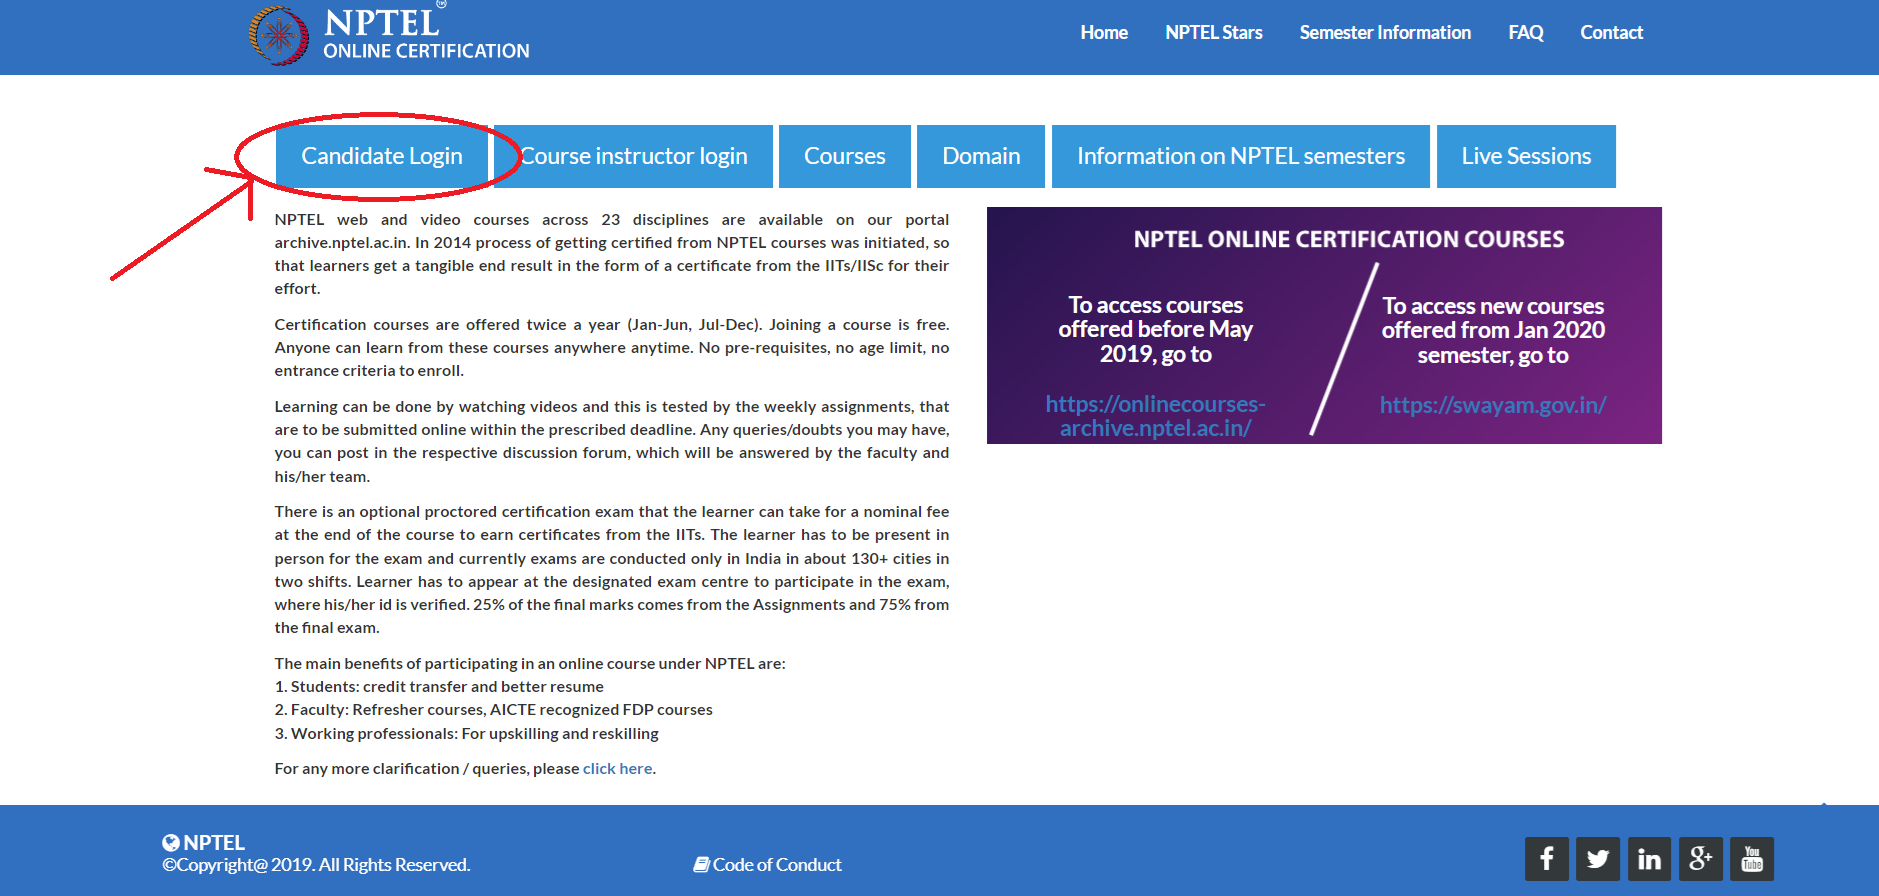 NPTEL
ONLINE CERTIFICATION
Home NPTEL Stars Semester Information FAQ Contact
Candidate Login Course instructor login Courses Domain Information on NPTEL semesters Live Sessions
NPTEL web and video courses across 23 disciplines are available on our portal
archive.nptel.ac.in. In 2014 process of getting certified from NPTEL courses was initiated, so
that learners get a tangible end result in the form of a certificate from the IITs/IISc for their
effort.
Certification courses are offered twice a year (Jan-Jun, Jul-Dec). Joining a course is free.
Anyone can learn from these courses anywhere anytime. No pre-requisites, no age limit, no
entrance criteria to enroll.
Learning can be done by watching videos and this is tested by the weekly assignments, that
are to be submitted online within the prescribed deadline. Any queries/doubts you may have,
you can post in the respective discussion forum, which will be answered by the faculty and
his/her team.
There is an optional proctored certification exam that the learner can take for a nominal fee
at the end of the course to earn certificates from the IITs. The learner has to be present in
person for the exam and currently exams are conducted only in India in about 130+ cities in
two shifts. Learner has to appear at the designated exam centre to participate in the exam,
where his/her id is verified. 25% of the final marks comes from the Assignments and 75% from
the final exam.
The main benefits of participating in an online course under NPTEL are:
1. Students: credit transfer and better resume
2. Faculty: Refresher courses, AICTE recognized FDP courses
3. Working professionals: For upskilling and reskilling
For any more clarification / queries, please click here.
NPTEL ONLINE CERTIFICATION COURSES
To access courses
offered before May
2019, go to
https://onlinecourses-
archive.nptel.ac.in/
To access new courses
offered from Jan 2020
semester, go to
https://swayam.gov.in/
NPTEL
©Copyright@ 2019. All Rights Reserved.
Code of Conduct
You
Tube